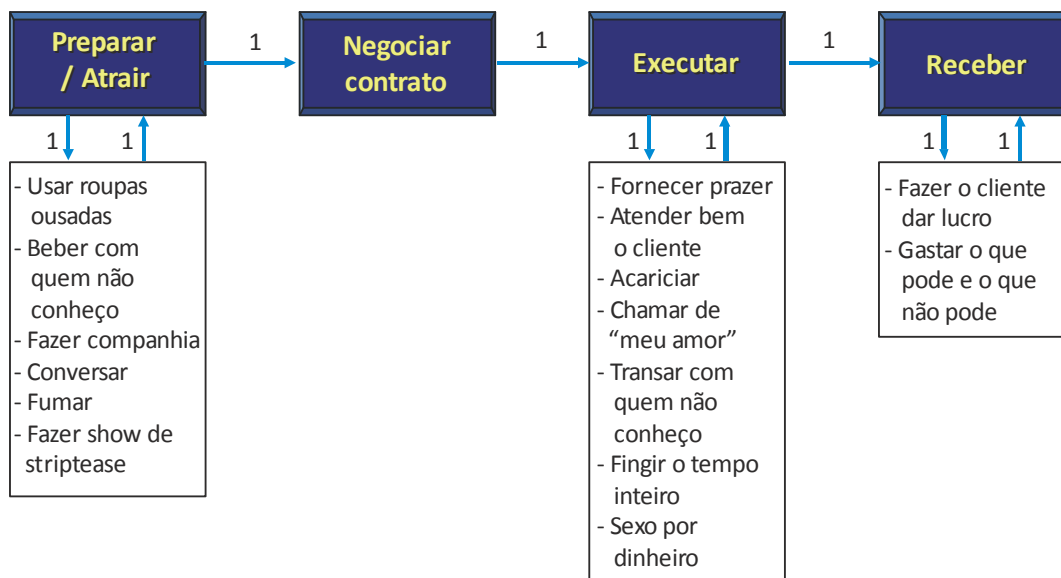 Preparar
/ Atrair
1
Negociar
contrato
1
Executar
1
Receber
1
1
1
1
1
1
- Usar roupas
ousadas
- Beber com
quem não
conheço
- Fazer companhia
- Conversar
- Fumar
- Fazer show de
striptease
- Fornecer prazer
- Atender bem
o cliente
- Acariciar
- Chamar de
“meu amor”
- Transar com
quem não
conheço
- Fingir o tempo
inteiro
- Sexo por
dinheiro
- Fazer o cliente
dar lucro
- Gastar o que
pode e o que
não pode